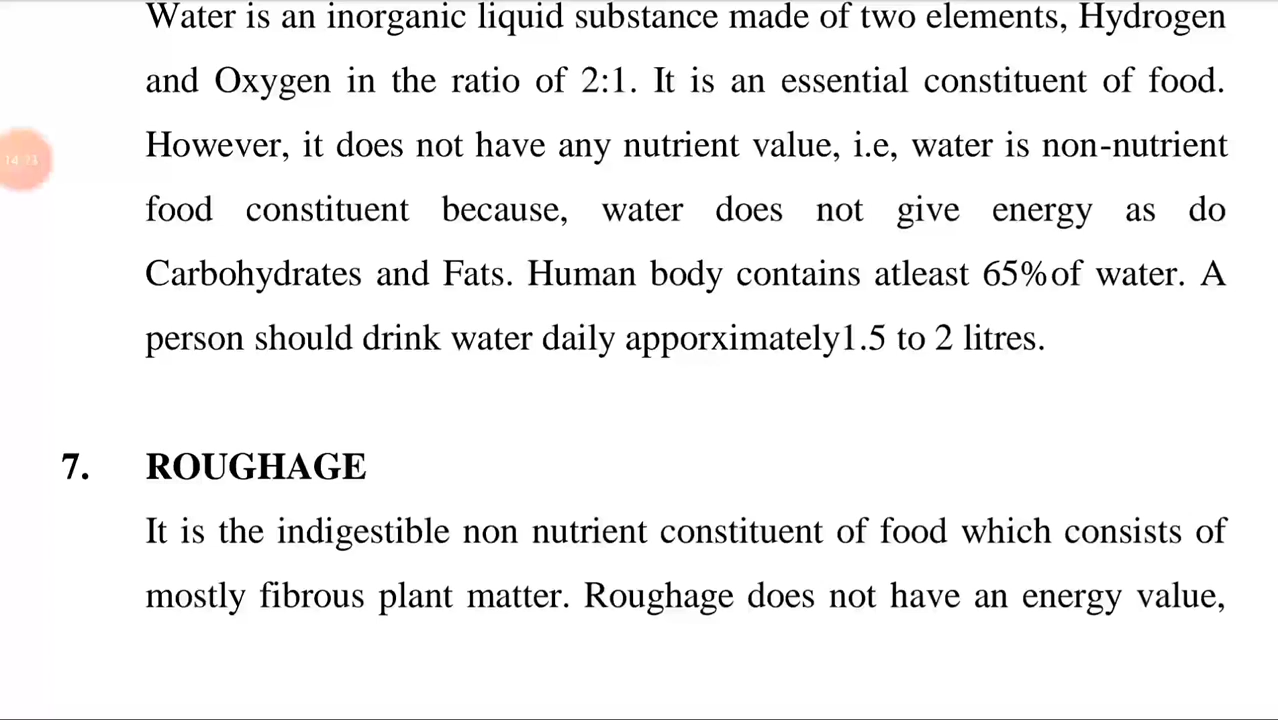 Water is an inorganic liquid substance made of two elements, Hydrogen
and Oxygen in the ratio of 2:1. It is an essential constituent of food.
However, it does not have any nutrient value, i.e, water is non-nutrient
food constituent because, water does not give energy as do
Carbohydrates and Fats. Human body contains atleast 65%of water. A
person should drink water daily apporximately1.5 to 2 litres.
14:23
7. ROUGHAGE
It is the indigestible non nutrient constituent of food which consists of
mostly fibrous plant matter. Roughage does not have an energy value,